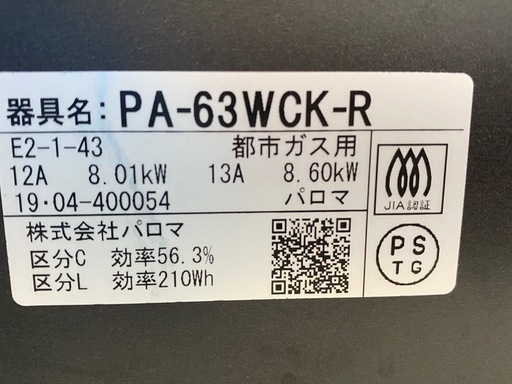 器具名: PA-63WCK-R
E2-1-43 都市ガス用
12A 8.01kW 13A 8.60kW
19・04-400054 パロマ
株式会社パロマ
区分C 効率56.3%
区分L 効率210Wh
JIA認証
PS
TG